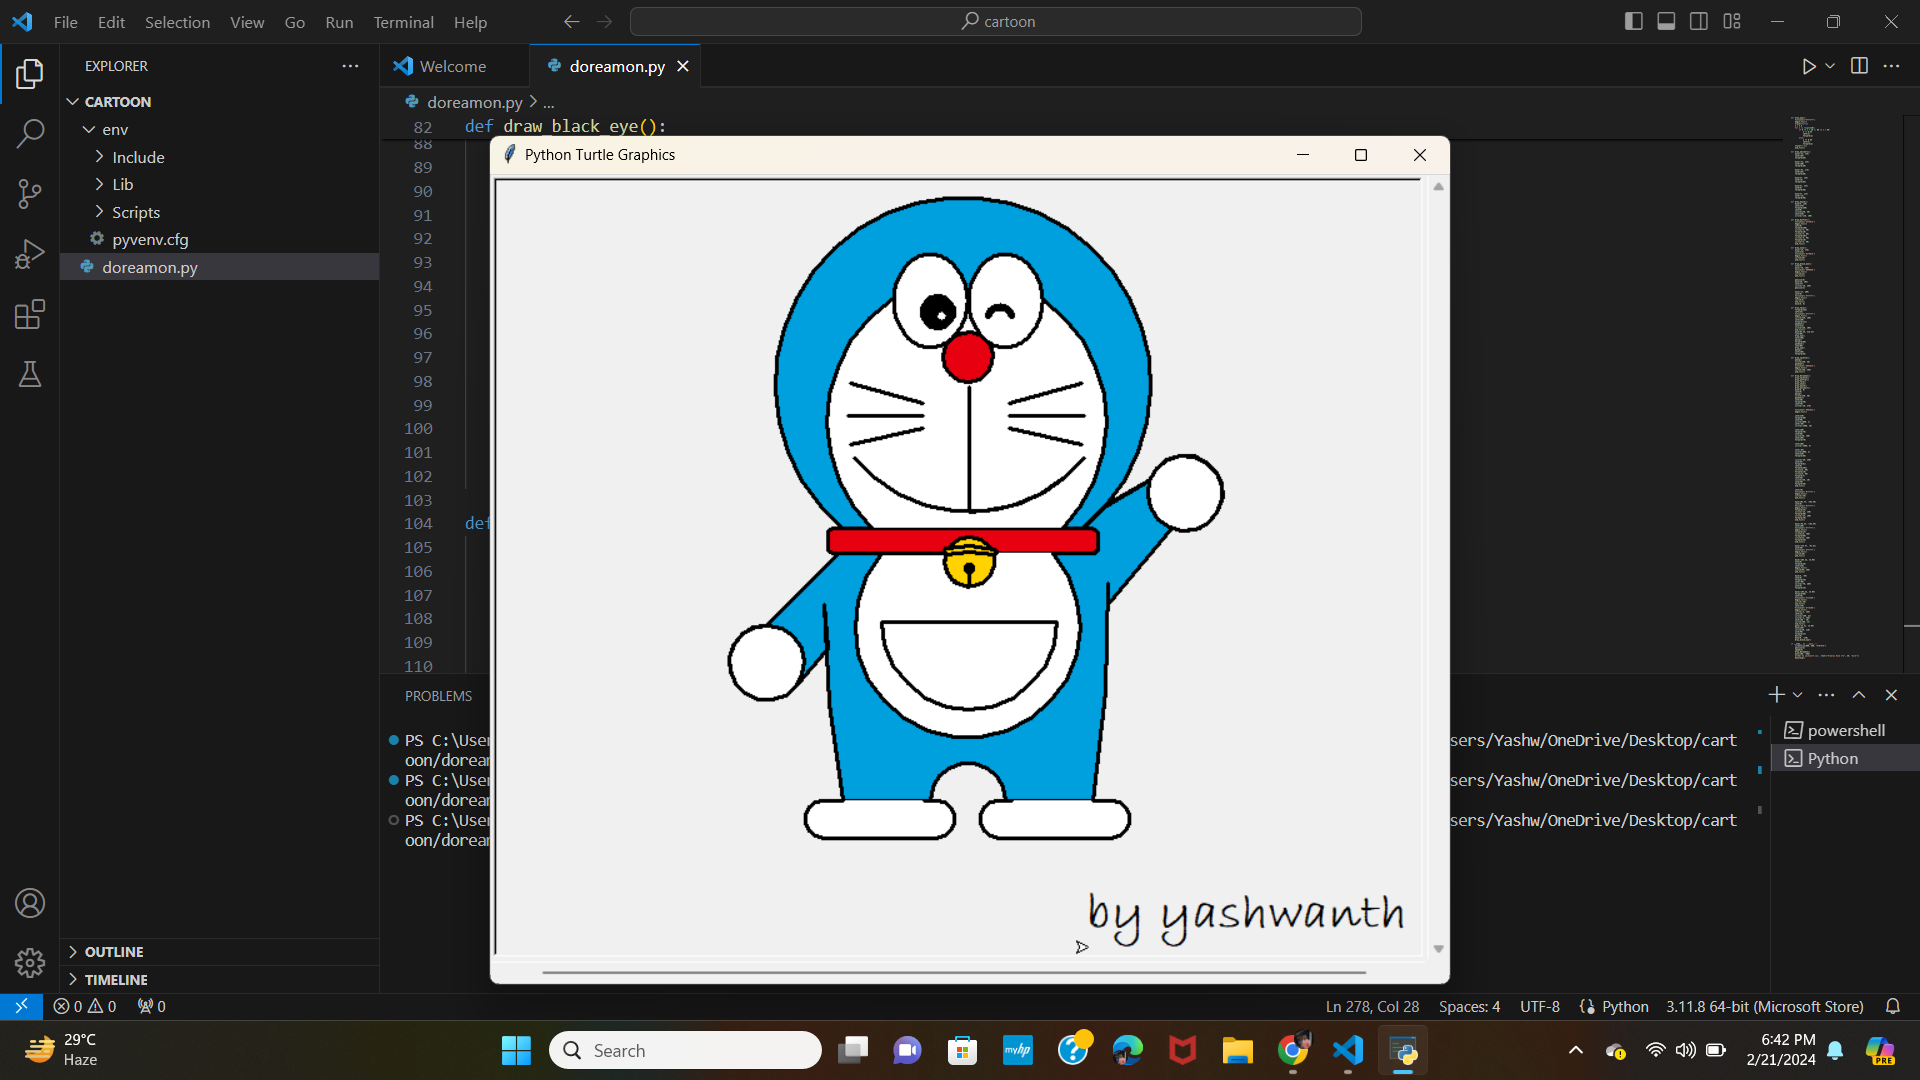 File Edit Selection View Go Run Terminal Help
cartoon
EXPLORER
Welcome
doreamon.py
CARTOON
env
Include
Lib
Scripts
pyvenv.cfg
doreamon.py
OUTLINE
TIMELINE
doreamon.py > ...
82 def draw_black_eye():
88
89
90
91
92
93
94
95
96
97
98
99
100
101
102
103
104 def
105
106
107
108
109
110
Python Turtle Graphics
by yashwanth
PROBLEMS
PS C:\User
sers/Yashw/OneDrive/Desktop/cart
oon/dorea
PS C:\User
sers/Yashw/OneDrive/Desktop/cart
oon/dorea
PS C:\User
sers/Yashw/OneDrive/Desktop/cart
oon/dorea
powershell
Python
0 0 0
Ln 278, Col 28 Spaces: 4 UTF-8 Python 3.11.8 64-bit (Microsoft Store)
29°C
Haze
Search
myhp
6:42 PM
2/21/2024
PRE